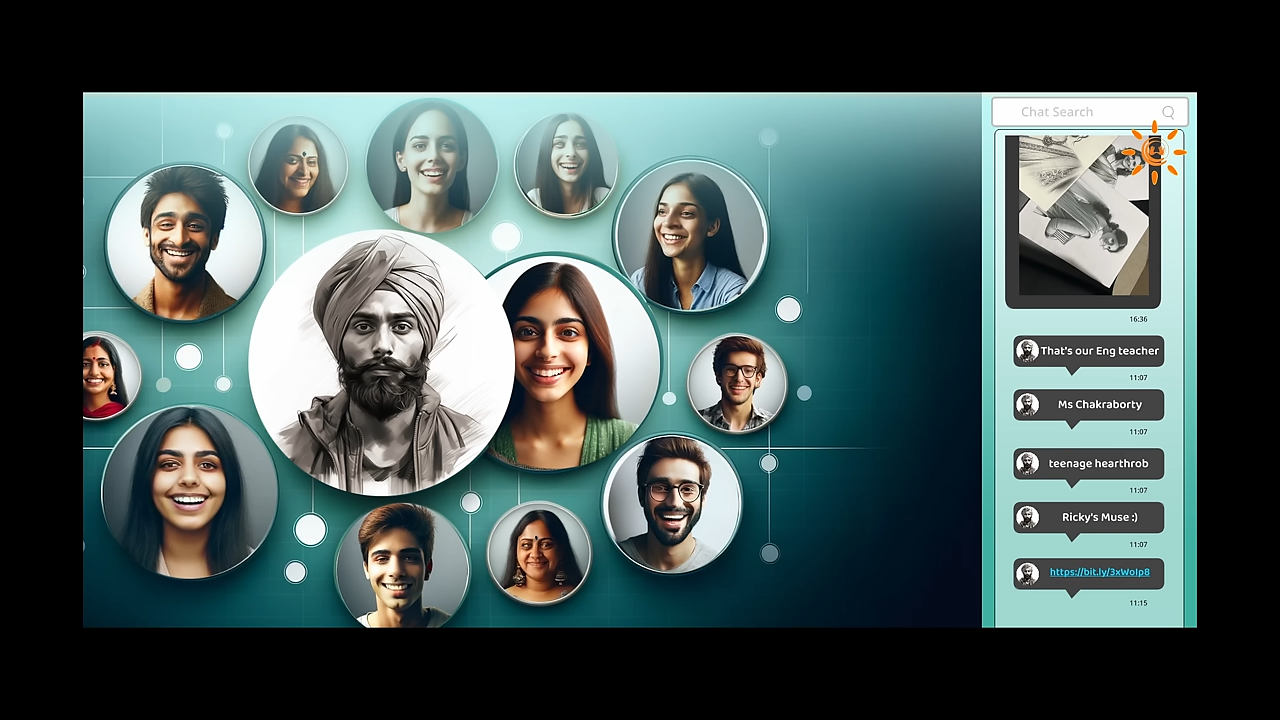 Chat Search
16:36
That's our Eng teacher
11:07
Ms Chakraborty
11:07
teenage hearthrob
11:07
Ricky's Muse :)
11:07
https://bit.ly/3xWoIp8
11:15